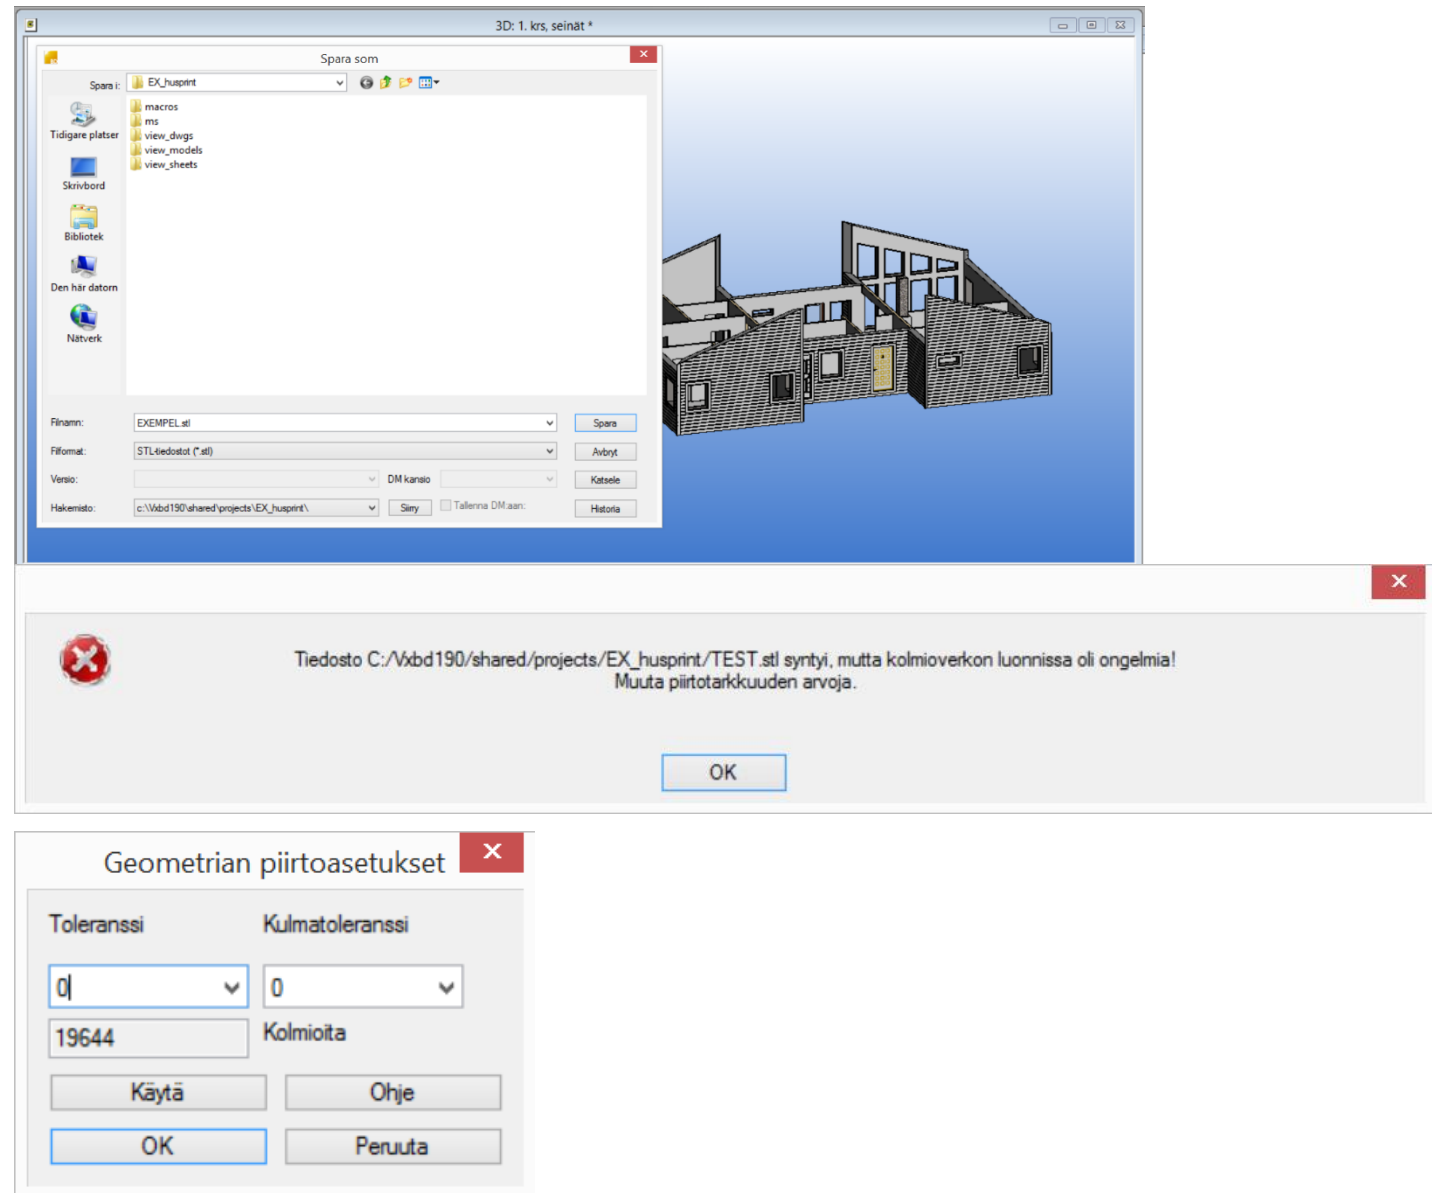 3D: 1. krs, seinät *
Spara som
Spara i: EX_husprint
macros
ms
view_dwgs
view_models
view_sheets
Tidigare platser
Skrivbord
Bibliotek
Den här datorn
Nätverk
Filnamn: EXEMPEL.stl Spara
Filformat: STL-tiedostot (*.stl) Avbryt
Versio: DM kansio Katsele
Hakemisto: c:\Vxbd190\shared\projects\EX_husprint\ Siirry Tallenna DM:aan: Historia
Tiedosto C:/Vxbd190/shared/projects/EX_husprint/TEST.stl syntyi, mutta kolmioverkon luonnissa oli ongelmia!
Muuta piirtotarkkuuden arvoja.
OK
Geometrian piirtoasetukset
Toleranssi Kulmatoleranssi
0 0
19644 Kolmioita
Käytä Ohje
OK Peruuta